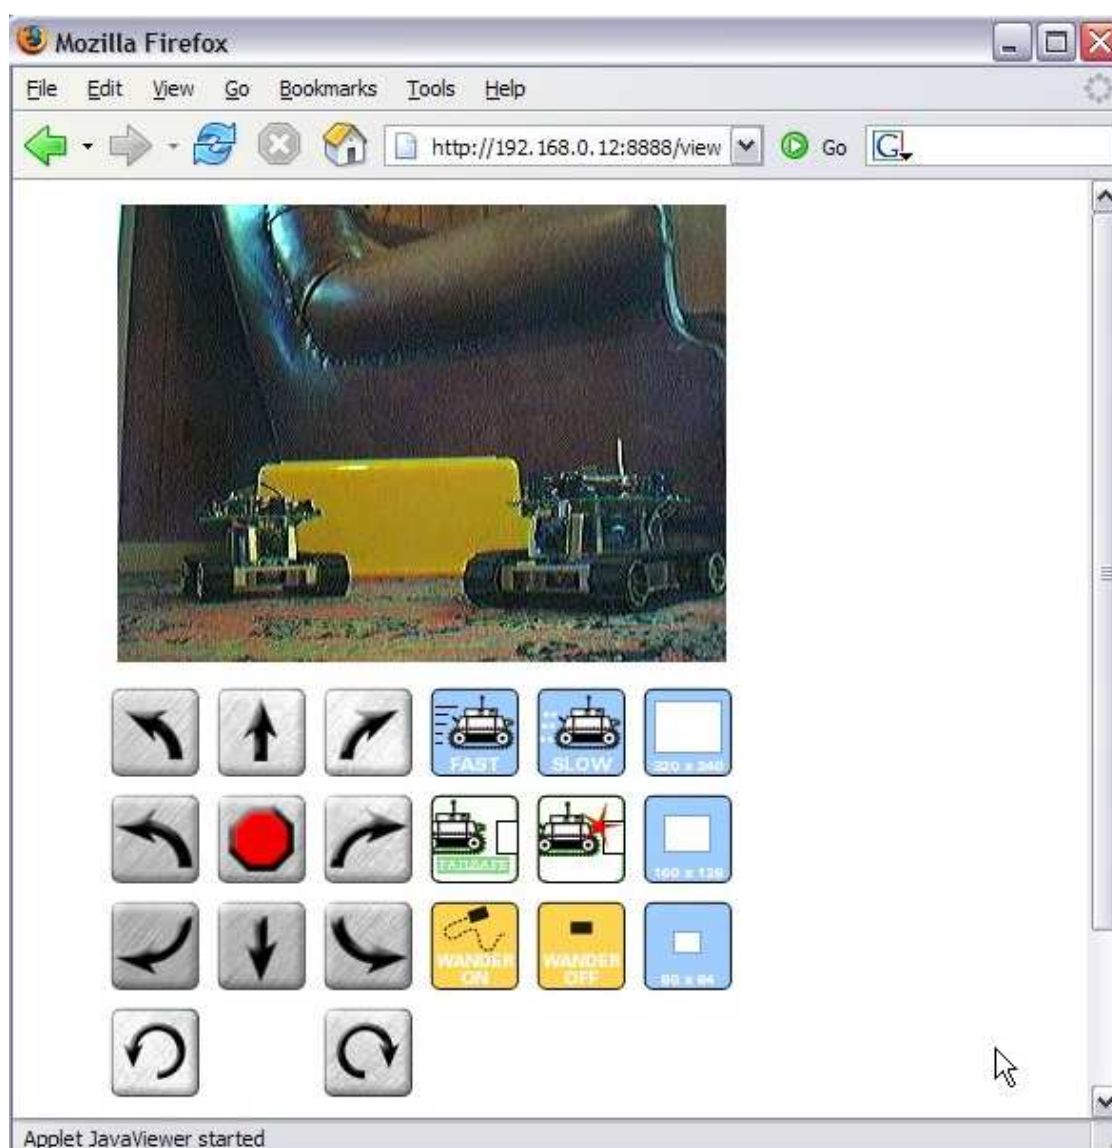 Mozilla Firefox
File Edit View Go Bookmarks Tools Help
http://192.168.0.12:8888/view Go G
FAST SLOW 320 x 240
FAILSAFE 160 x 128
WANDER ON WANDER OFF 80 x 64
Applet JavaViewer started